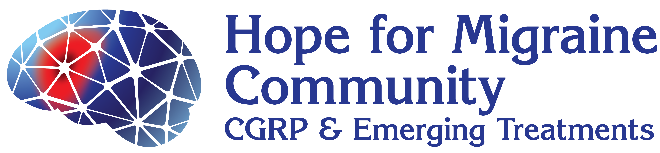 Hope for Migraine
Community
CGRP & Emerging Treatments